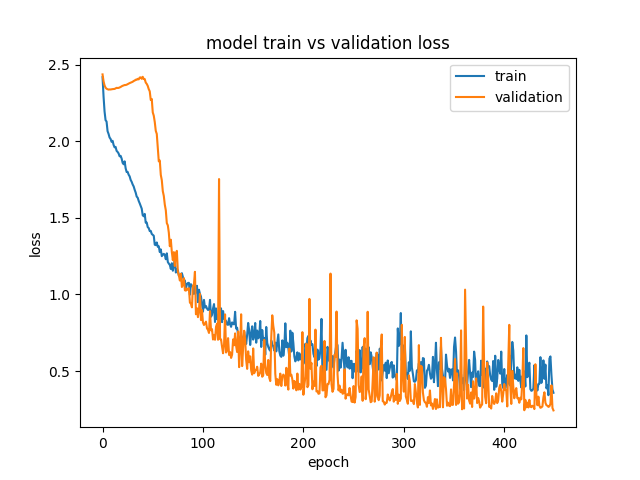 model train vs validation loss
train
validation
loss
2.5
2.0
1.5
1.0
0.5
0 100 200 300 400
epoch